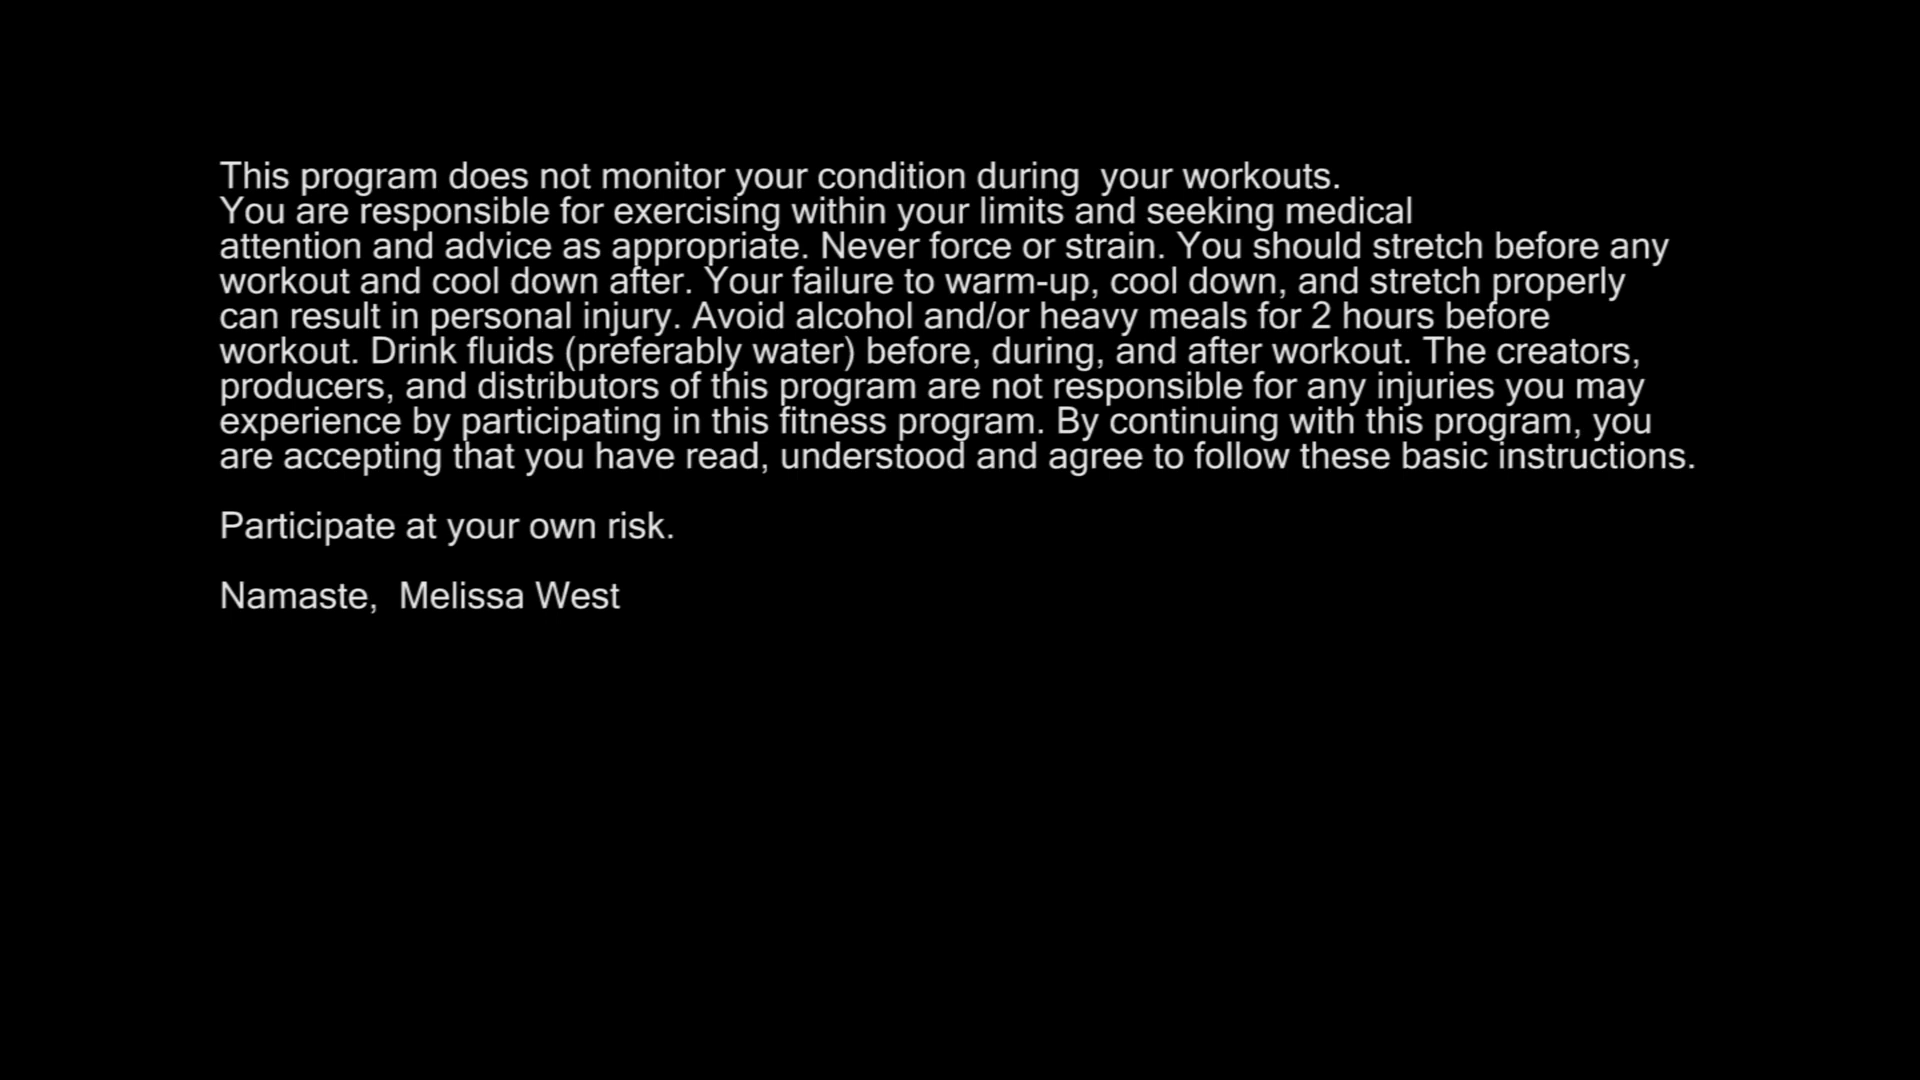 This program does not monitor your condition during  your workouts.
You are responsible for exercising within your limits and seeking medical
attention and advice as appropriate. Never force or strain. You should stretch before any
workout and cool down after. Your failure to warm-up, cool down, and stretch properly
can result in personal injury. Avoid alcohol and/or heavy meals for 2 hours before
workout. Drink fluids (preferably water) before, during, and after workout. The creators,
producers, and distributors of this program are not responsible for any injuries you may
experience by participating in this fitness program. By continuing with this program, you
are accepting that you have read, understood and agree to follow these basic instructions.
Participate at your own risk.
Namaste,  Melissa West